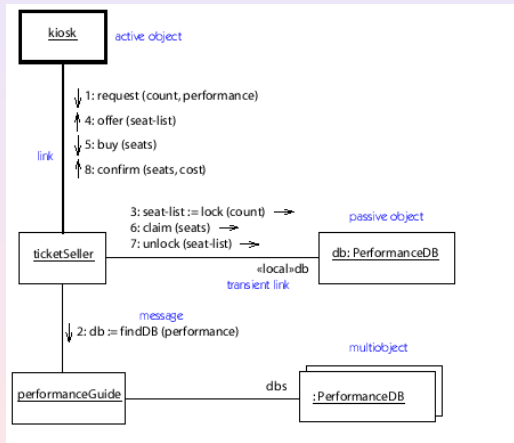 kiosk
active object
1: request (count, performance)
4: offer (seat-list)
link
5: buy (seats)
8: confirm (seats, cost)
3: seat-list := lock (count)
6: claim (seats)
7: unlock (seat-list)
passive object
ticketSeller
db: PerformanceDB
«local»db
transient link
message
2: db := findDB (performance)
multiobject
performanceGuide
dbs
:PerformanceDB